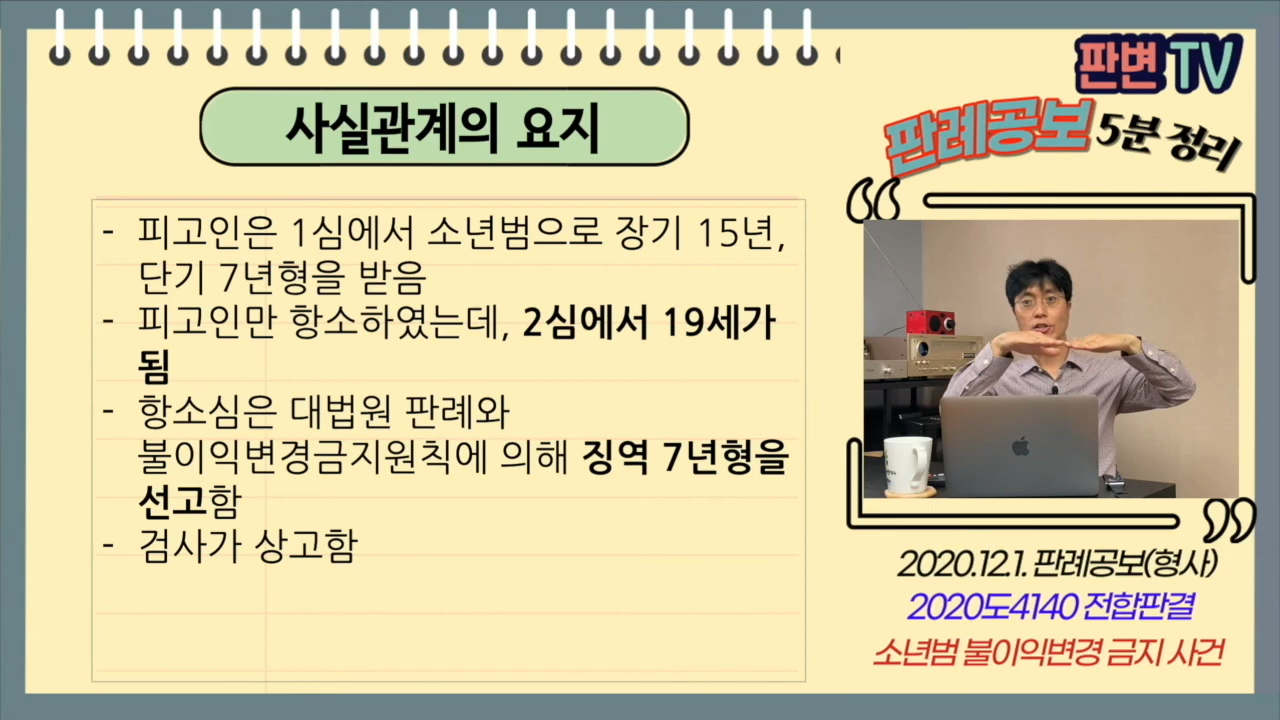 사실관계의 요지
- 피고인은 1심에서 소년범으로 장기 15년,
단기 7년형을 받음
- 피고인만 항소하였는데, 2심에서 19세가
됨
- 항소심은 대법원 판례와
불이익변경금지원칙에 의해 징역 7년형을
선고함
- 검사가 상고함
판변 TV
판례공보 5분 정리
2020.12.1. 판례공보(형사)
2020도4140 전합판결
소년범 불이익변경 금지 사건